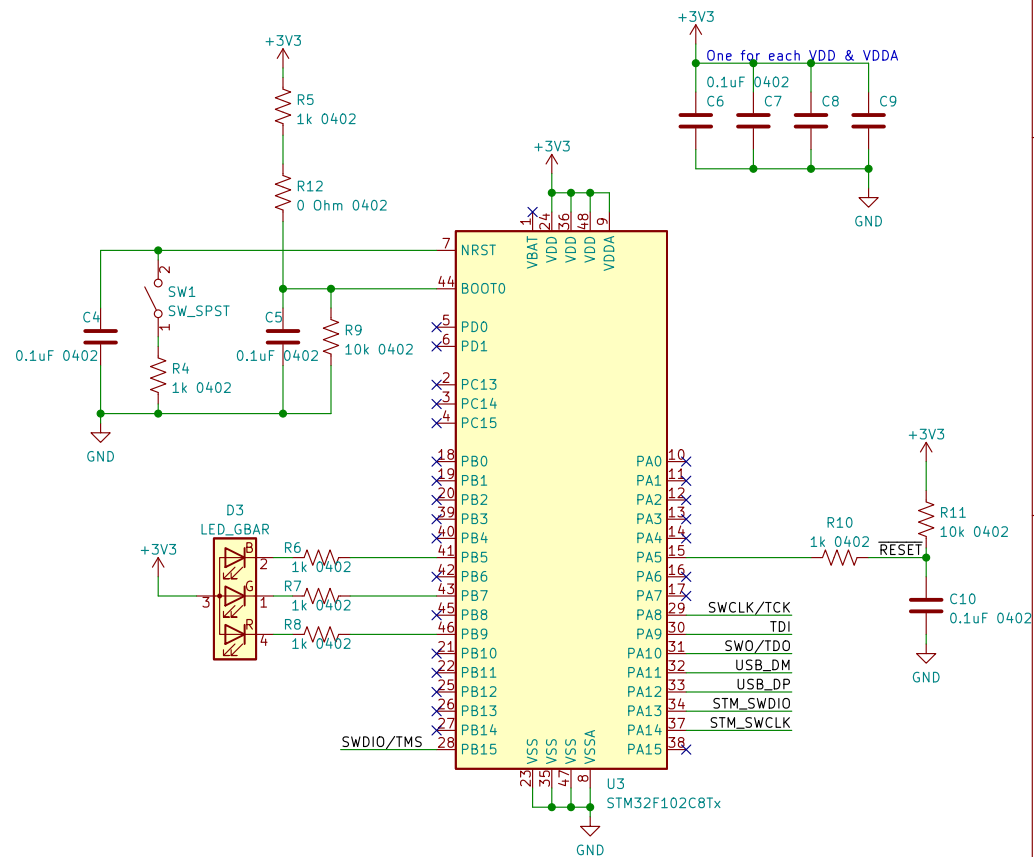 +3V3
One for each VDD & VDDA
0.1uF 0402
C6
C7
C8
C9
GND
+3V3
R5
1k 0402
R12
0 Ohm 0402
+3V3
1
24
36
48
9
VBAT
VDD
VDD
VDD
VDDA
7
NRST
44
BOOT0
2
SW1
SW_SPST
1
C4
0.1uF 0402
R4
1k 0402
C5
0.1uF 0402
R9
10k 0402
GND
5
PD0
6
PD1
2
PC13
3
PC14
4
PC15
18
PB0
19
PB1
20
PB2
39
PB3
40
PB4
41
PB5
42
PB6
43
PB7
45
PB8
46
PB9
21
PB10
22
PB11
25
PB12
26
PB13
27
PB14
SWDIO/TMS
28
PB15
D3
LED_GBAR
+3V3
B
2
3
G
1
R
4
R6
1k 0402
R7
1k 0402
R8
1k 0402
PA0
10
PA1
11
PA2
12
PA3
13
PA4
14
PA5
15
PA6
16
PA7
17
PA8
29
SWCLK/TCK
PA9
30
TDI
PA10
31
SWO/TDO
PA11
32
USB_DM
PA12
33
USB_DP
PA13
34
STM_SWDIO
PA14
37
STM_SWCLK
PA15
38
R10
1k 0402
RESET
+3V3
R11
10k 0402
C10
0.1uF 0402
GND
VSS
VSS
VSS
VSSA
23
35
47
8
U3
STM32F102C8Tx
GND